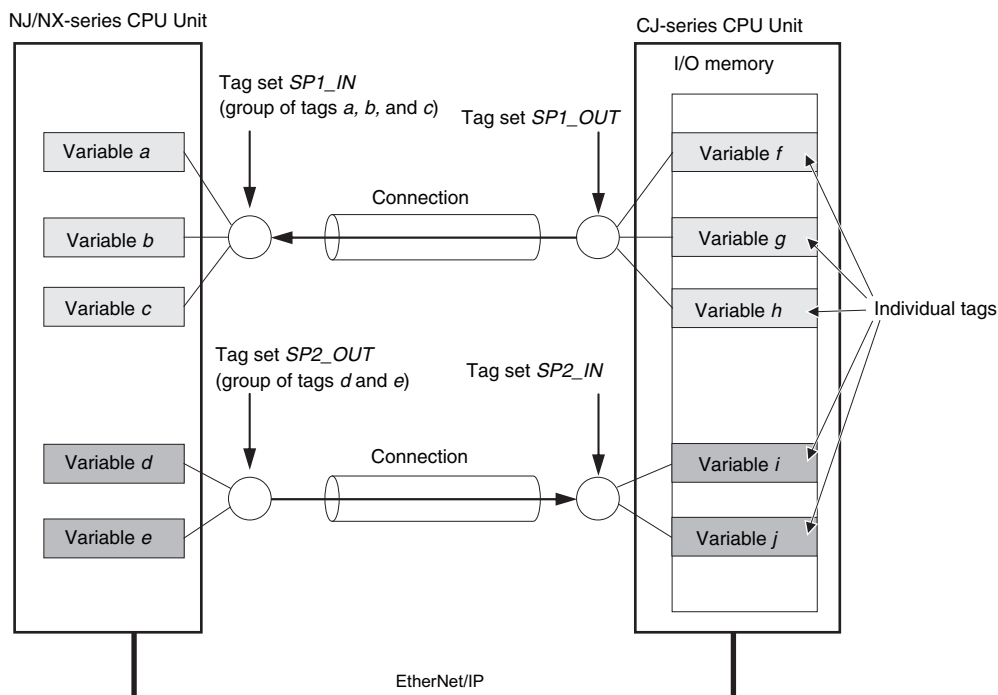 NJ/NX-series CPU Unit
CJ-series CPU Unit
I/O memory
Tag set SP1_IN
(group of tags a, b, and c)
Tag set SP1_OUT
Variable a
Variable f
Connection
Variable b
Variable g
Variable c
Variable h
Individual tags
Tag set SP2_OUT
(group of tags d and e)
Tag set SP2_IN
Variable d
Connection
Variable i
Variable e
Variable j
EtherNet/IP